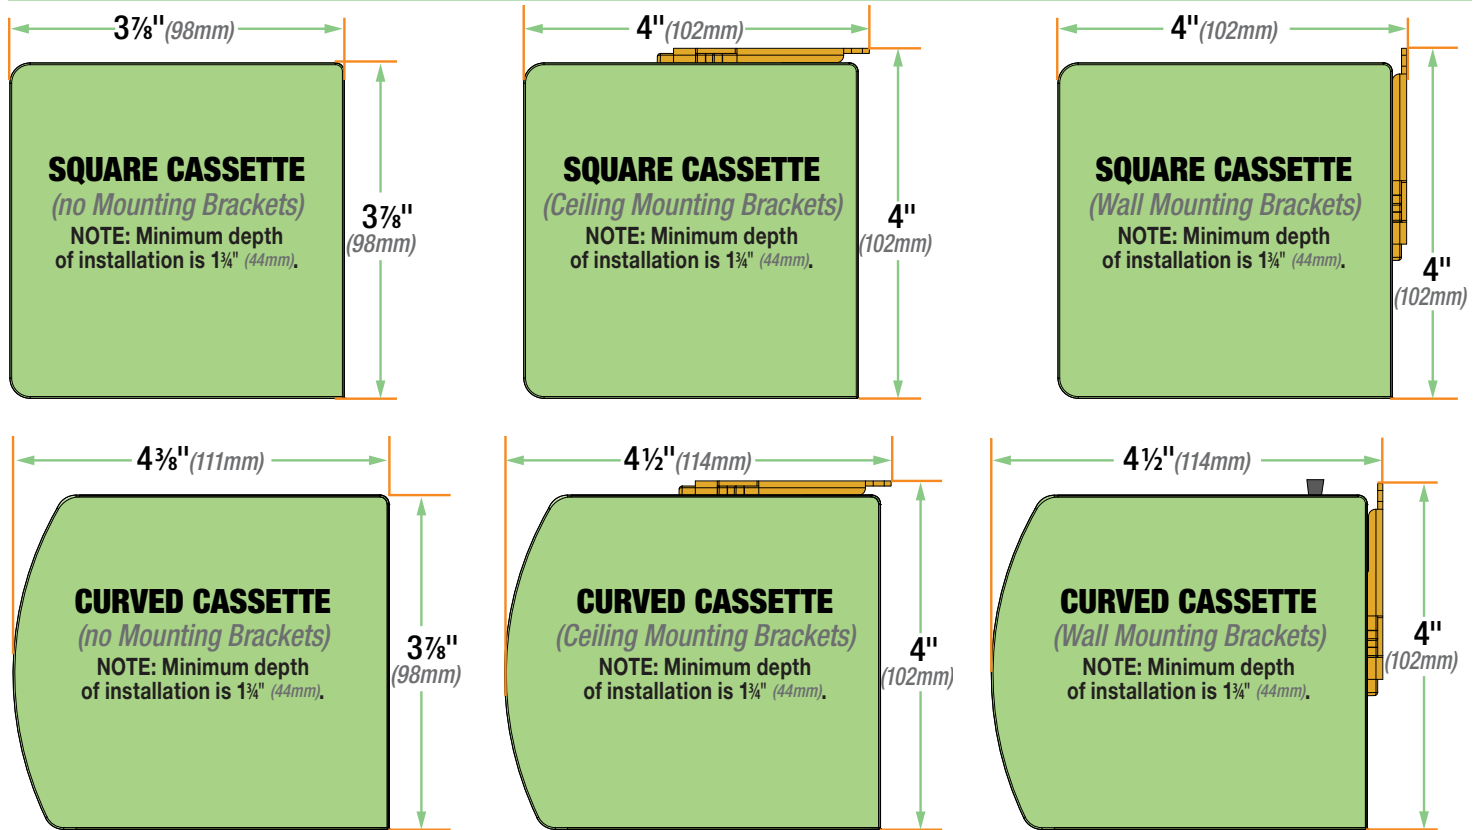 3⅞" (98mm)
SQUARE CASSETTE
(no Mounting Brackets)
NOTE: Minimum depth
of installation is 1¾" (44mm).
3⅞"
(98mm)
4" (102mm)
SQUARE CASSETTE
(Ceiling Mounting Brackets)
NOTE: Minimum depth
of installation is 1¾" (44mm).
4"
(102mm)
4" (102mm)
SQUARE CASSETTE
(Wall Mounting Brackets)
NOTE: Minimum depth
of installation is 1¾" (44mm).
4"
(102mm)
4⅜" (111mm)
CURVED CASSETTE
(no Mounting Brackets)
NOTE: Minimum depth
of installation is 1¾" (44mm).
3⅞"
(98mm)
4½" (114mm)
CURVED CASSETTE
(Ceiling Mounting Brackets)
NOTE: Minimum depth
of installation is 1¾" (44mm).
4"
(102mm)
4½" (114mm)
CURVED CASSETTE
(Wall Mounting Brackets)
NOTE: Minimum depth
of installation is 1¾" (44mm).
4"
(102mm)